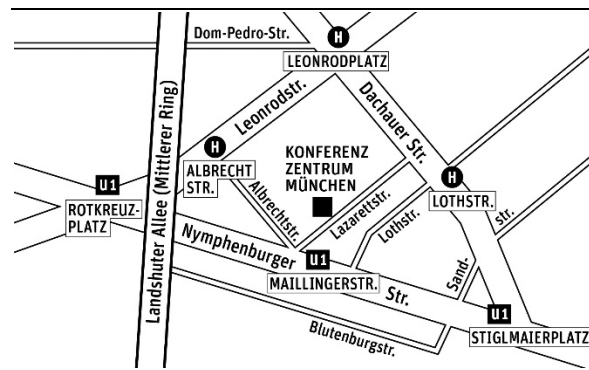 Dom-Pedro-Str.
H
LEONRODPLATZ
Landshuter Allee (Mittlerer Ring)
Leonrodstr.
Dachauer Str.
H
ALBRECHT
STR.
KONFERENZ
ZENTRUM
MÜNCHEN
H
LOTHSTR.
U1
ROTKREUZ-
PLATZ
Albrechtstr.
Lazarettstr.
Lothstr.
str.
Nymphenburger
U1
MAILLINGERSTR.
Str.
Sand-
U1
STIGLMAIERPLATZ
Blutenburgstr.